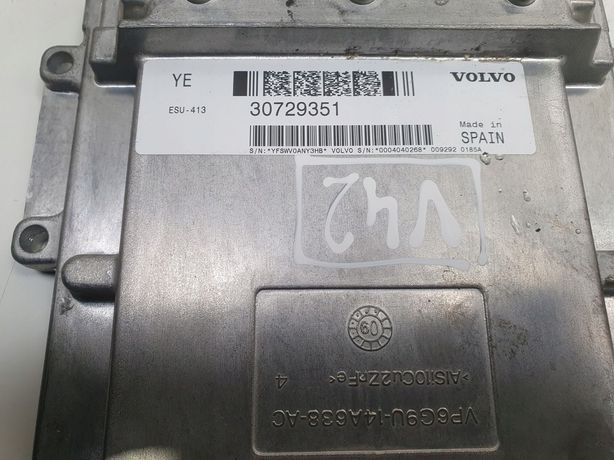 YE
VOLVO
ESU-413
30729351
Made in
SPAIN
S/N:*YFSWV0ANY3HB* VOLVO S/N:*0004040268* 009292 0185A
V42
60
>AlSi10Cu2ZnFe<
4
VP6G9U-14A638-AC